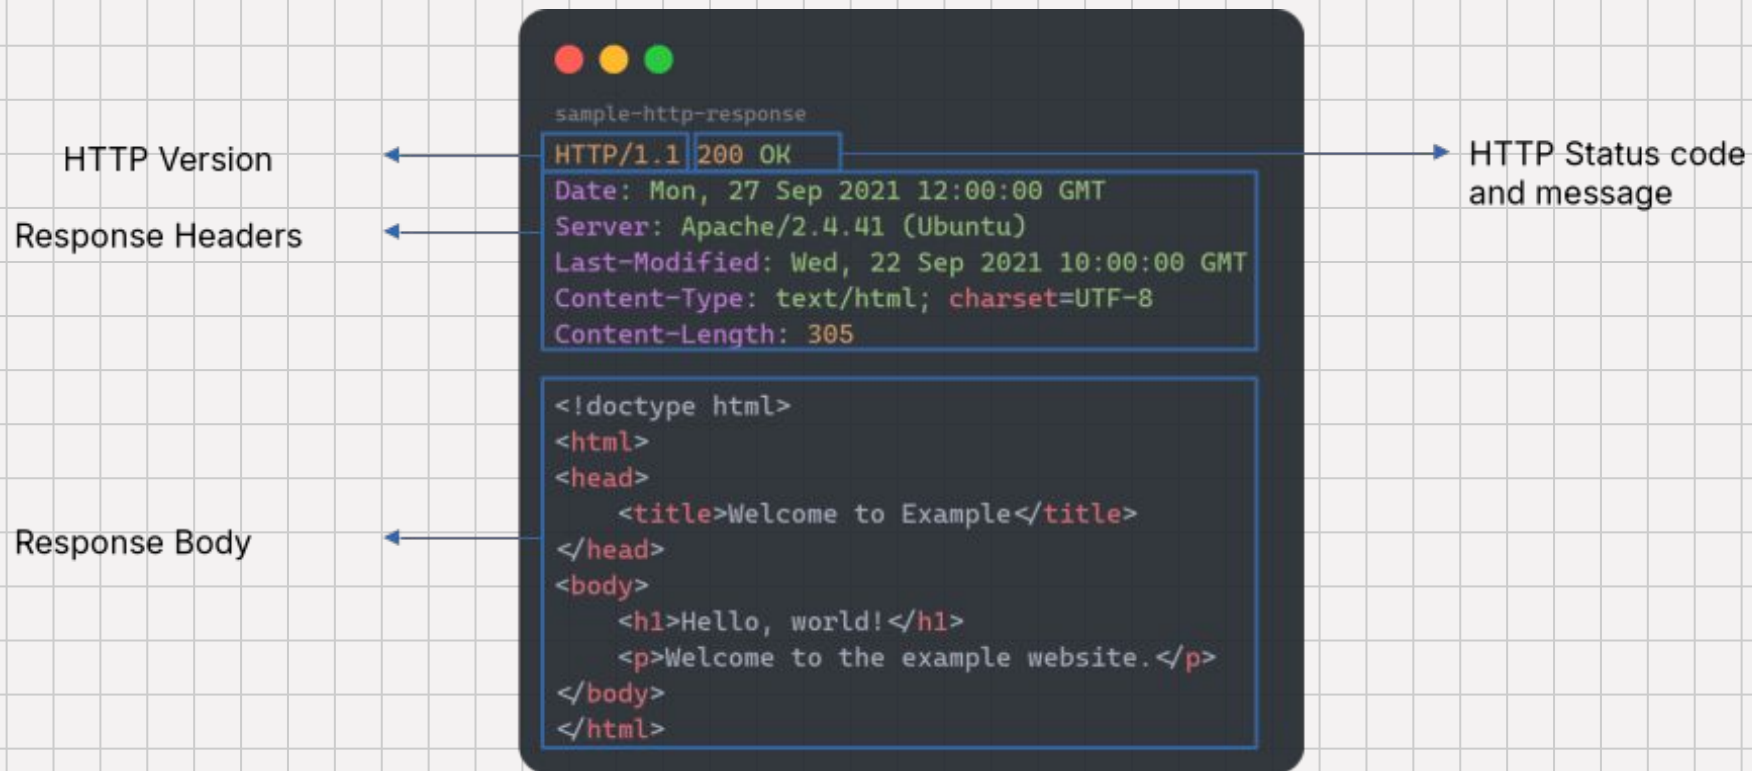 sample-http-response
HTTP Version
HTTP/1.1 200 OK
HTTP Status code
and message
Response Headers
Date: Mon, 27 Sep 2021 12:00:00 GMT
Server: Apache/2.4.41 (Ubuntu)
Last-Modified: Wed, 22 Sep 2021 10:00:00 GMT
Content-Type: text/html; charset=UTF-8
Content-Length: 305
Response Body
<!doctype html>
<html>
<head>
    <title>Welcome to Example</title>
</head>
<body>
    <h1>Hello, world!</h1>
    <p>Welcome to the example website.</p>
</body>
</html>